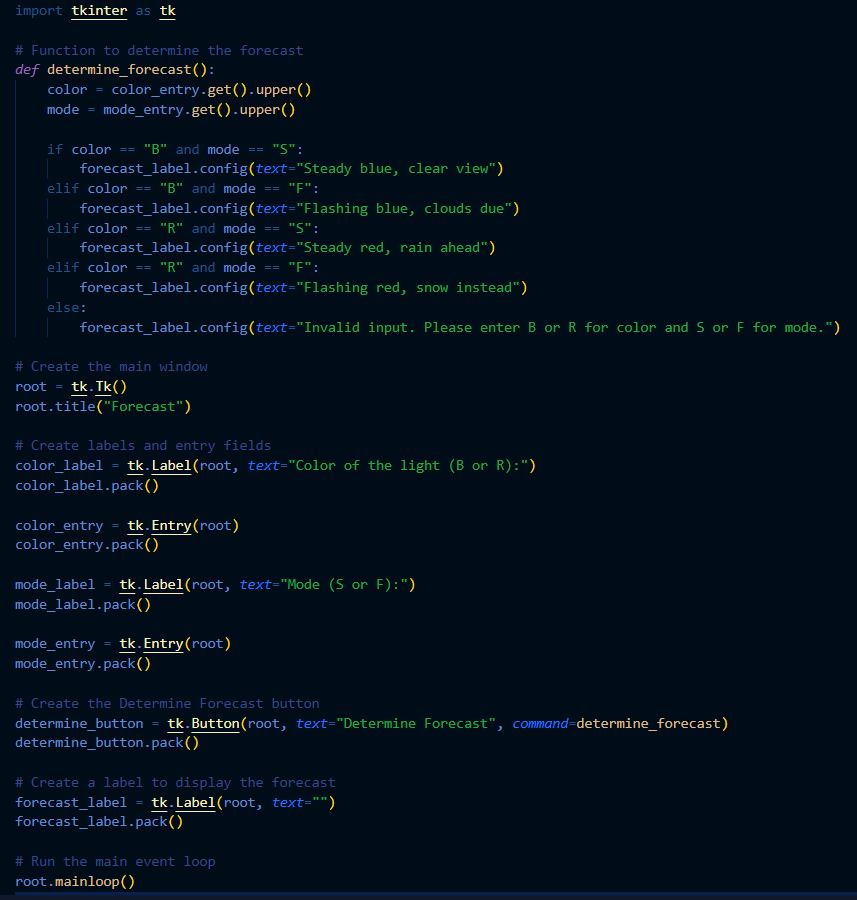 import tkinter as tk
# Function to determine the forecast
def determine_forecast():
    color = color_entry.get().upper()
    mode = mode_entry.get().upper()
    if color == "B" and mode == "S":
        forecast_label.config(text="Steady blue, clear view")
    elif color == "B" and mode == "F":
        forecast_label.config(text="Flashing blue, clouds due")
    elif color == "R" and mode == "S":
        forecast_label.config(text="Steady red, rain ahead")
    elif color == "R" and mode == "F":
        forecast_label.config(text="Flashing red, snow instead")
    else:
        forecast_label.config(text="Invalid input. Please enter B or R for color and S or F for mode.")
# Create the main window
root = tk.Tk()
root.title("Forecast")
# Create labels and entry fields
color_label = tk.Label(root, text="Color of the light (B or R):")
color_label.pack()
color_entry = tk.Entry(root)
color_entry.pack()
mode_label = tk.Label(root, text="Mode (S or F):")
mode_label.pack()
mode_entry = tk.Entry(root)
mode_entry.pack()
# Create the Determine Forecast button
determine_button = tk.Button(root, text="Determine Forecast", command=determine_forecast)
determine_button.pack()
# Create a label to display the forecast
forecast_label = tk.Label(root, text="")
forecast_label.pack()
# Run the main event loop
root.mainloop()